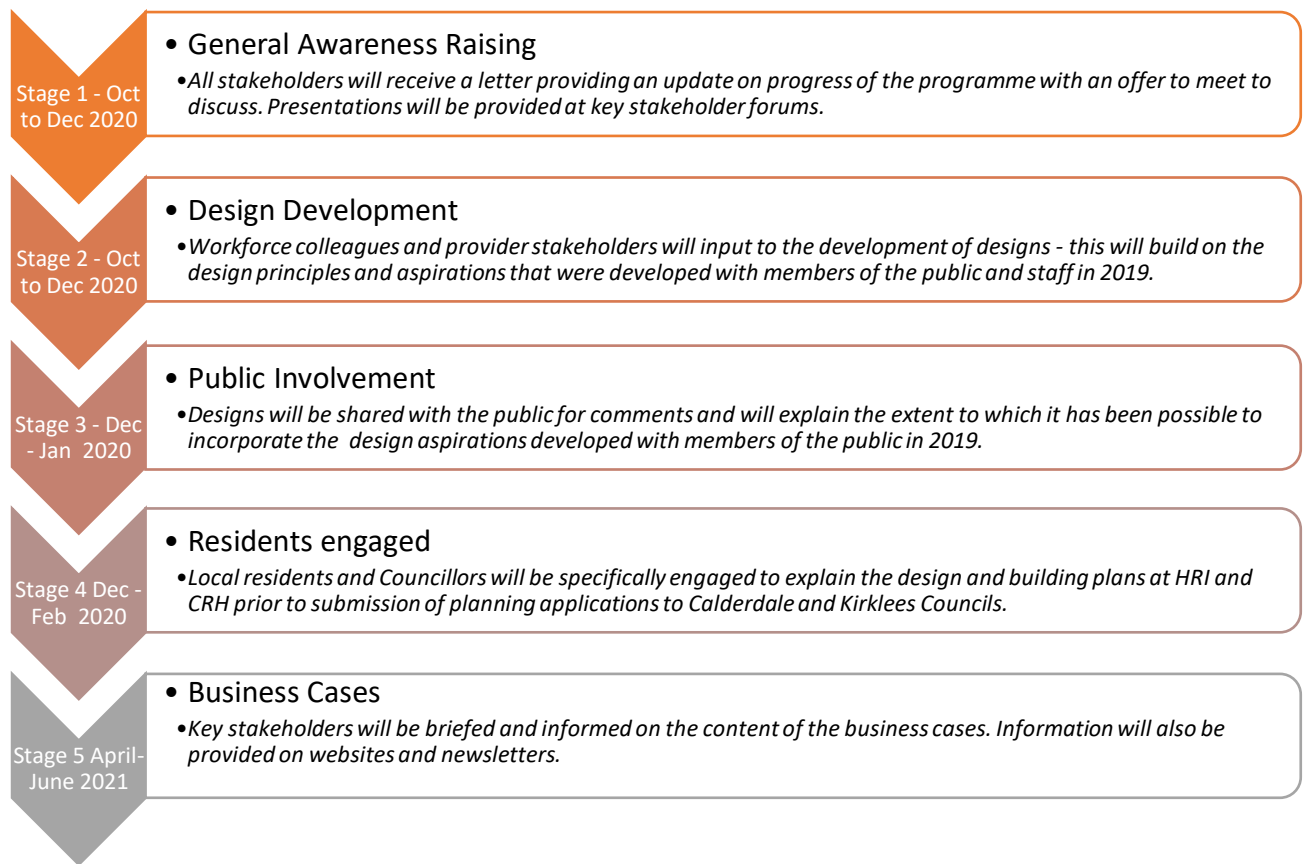 Stage 1 - Oct
to Dec 2020
• General Awareness Raising
•All stakeholders will receive a letter providing an update on progress of the programme with an offer to meet to
discuss. Presentations will be provided at key stakeholder forums.
Stage 2 - Oct
to Dec 2020
• Design Development
•Workforce colleagues and provider stakeholders will input to the development of designs - this will build on the
design principles and aspirations that were developed with members of the public and staff in 2019.
Stage 3 - Dec
- Jan 2020
• Public Involvement
•Designs will be shared with the public for comments and will explain the extent to which it has been possible to
incorporate the design aspirations developed with members of the public in 2019.
Stage 4 Dec -
Feb 2020
• Residents engaged
•Local residents and Councillors will be specifically engaged to explain the design and building plans at HRI and
CRH prior to submission of planning applications to Calderdale and Kirklees Councils.
Stage 5 April-
June 2021
• Business Cases
•Key stakeholders will be briefed and informed on the content of the business cases. Information will also be
provided on websites and newsletters.